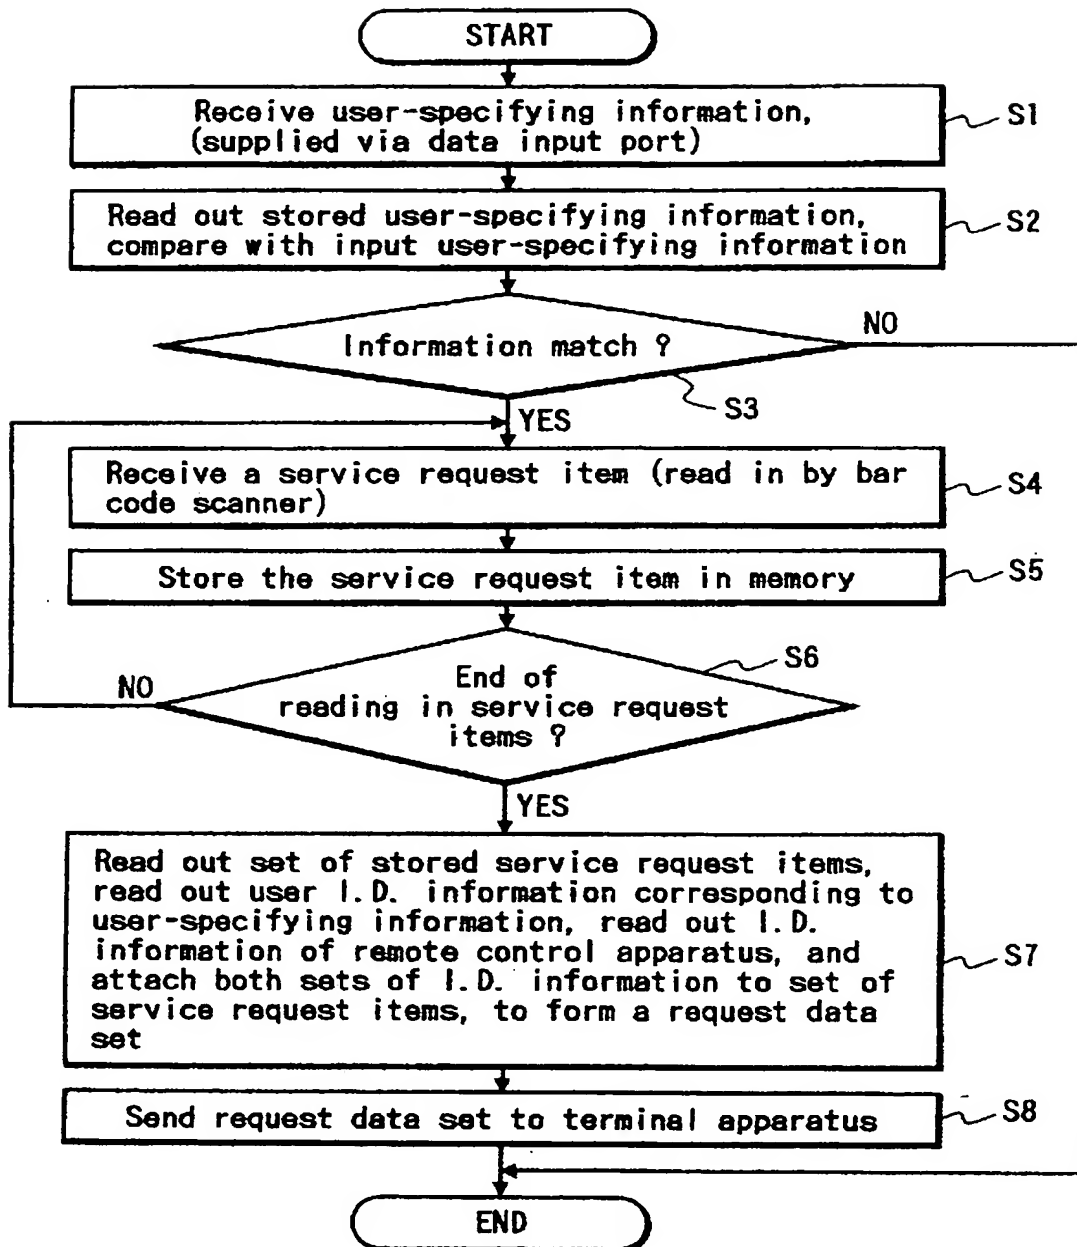 START
Receive user-specifying information,
(supplied via data input port)
S1
Read out stored user-specifying information,
compare with input user-specifying information
S2
Information match ?
NO
S3
YES
Receive a service request item (read in by bar
code scanner)
S4
Store the service request item in memory
S5
S6
End of
reading in service request
items ?
NO
YES
Read out set of stored service request items,
read out user I.D. information corresponding to
user-specifying information, read out I.D.
information of remote control apparatus, and
attach both sets of I.D. information to set of
service request items, to form a request data
set
S7
Send request data set to terminal apparatus
S8
END